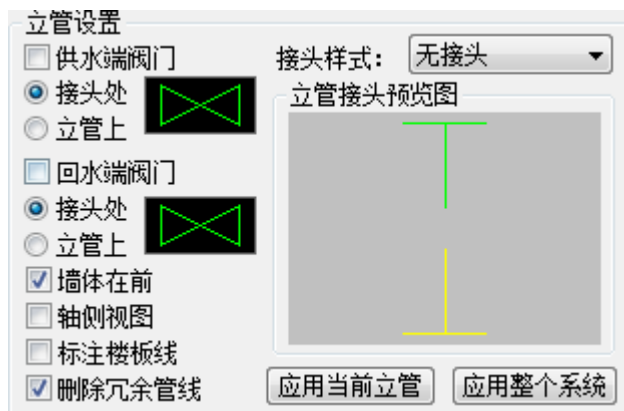 立管设置
供水端阀门
接头处
立管上
回水端阀门
接头处
立管上
墙体在前
轴侧视图
标注楼板线
删除冗余管线
接头样式： 无接头
立管接头预览图
应用当前立管 应用整个系统